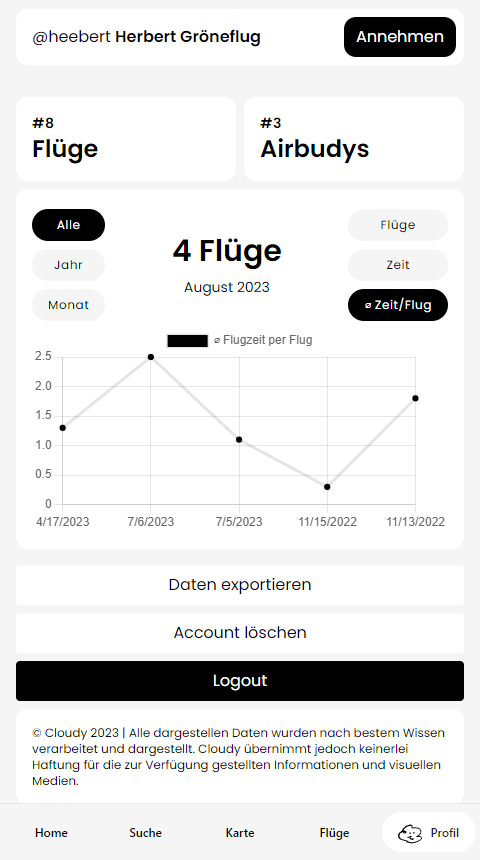 @heebert Herbert Gröneflug
Annehmen
#8
Flüge
#3
Airbudys
Alle
Jahr
Monat
4 Flüge
August 2023
Flüge
Zeit
⌀ Zeit/Flug
⌀ Flugzeit per Flug
2.5
2.0
1.5
1.0
0.5
0
4/17/2023 7/6/2023 7/5/2023 11/15/2022 11/13/2022
Daten exportieren
Account löschen
Logout
© Cloudy 2023 | Alle dargestellen Daten wurden nach bestem Wissen
verarbeitet und dargestellt. Cloudy übernimmt jedoch keinerlei
Haftung für die zur Verfügung gestellten Informationen und visuellen
Medien.
Home Suche Karte Flüge Profil